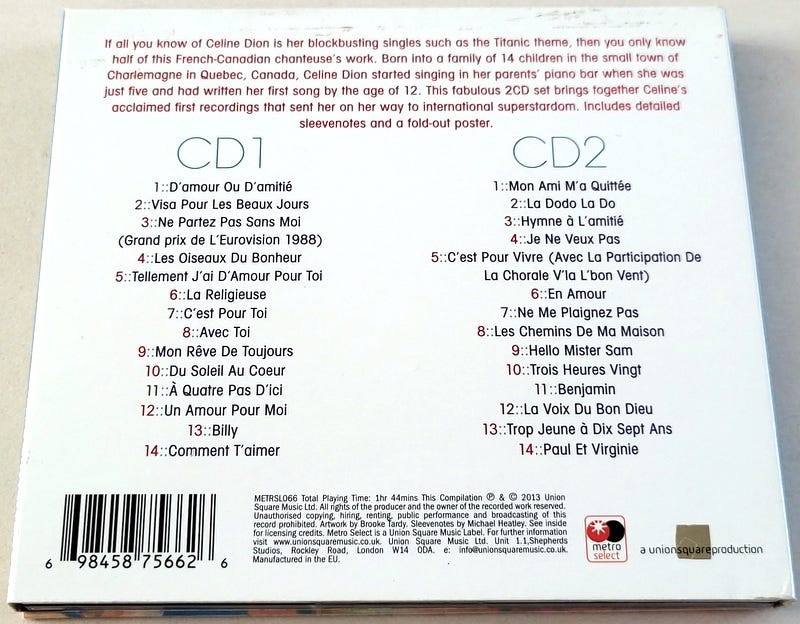 If all you know of Celine Dion is her blockbusting singles such as the Titanic theme, then you only know
half of this French-Canadian chanteuse's work. Born into a family of 14 children in the small town of
Charlemagne in Quebec, Canada, Celine Dion started singing in her parents' piano bar when she was
just five and had written her first song by the age of 12. This fabulous 2CD set brings together Celine's
acclaimed first recordings that sent her on her way to international superstardom. Includes detailed
sleevenotes and a fold-out poster.
CD1
1::D'amour Ou D'amitié
2::Visa Pour Les Beaux Jours
3::Ne Partez Pas Sans Moi
(Grand prix de L'Eurovision 1988)
4::Les Oiseaux Du Bonheur
5::Tellement J'ai D'Amour Pour Toi
6::La Religieuse
7::C'est Pour Toi
8::Avec Toi
9::Mon Rêve De Toujours
10::Du Soleil Au Coeur
11::À Quatre Pas D'ici
12::Un Amour Pour Moi
13::Billy
14::Comment T'aimer
CD2
1::Mon Ami M'a Quittée
2::La Dodo La Do
3::Hymne à L'amitié
4::Je Ne Veux Pas
5::C'est Pour Vivre (Avec La Participation De
La Chorale V'la L'bon Vent)
6::En Amour
7::Ne Me Plaignez Pas
8::Les Chemins De Ma Maison
9::Hello Mister Sam
10::Trois Heures Vingt
11::Benjamin
12::La Voix Du Bon Dieu
13::Trop Jeune à Dix Sept Ans
14::Paul Et Virginie
6 98458 75662 6
METRSL066 Total Playing Time: 1hr 44mins This Compilation ℗ & © 2013 Union
Square Music Ltd. All rights of the producer and the owner of the recorded work reserved.
Unauthorised copying, hiring, renting, public performance and broadcasting of this
record prohibited. Artwork by Brooke Tardy. Sleevenotes by Michael Heatley. See inside
for licensing credits. Metro Select is a Union Square Music Label. For further information
visit www.unionsquaremusic.co.uk. Union Square Music Ltd. Unit 1.1,Shepherds
Studios, Rockley Road, London W14 0DA. e: info@unionsquaremusic.co.uk.
Manufactured in the EU.
metro
select
a unionsquareproduction